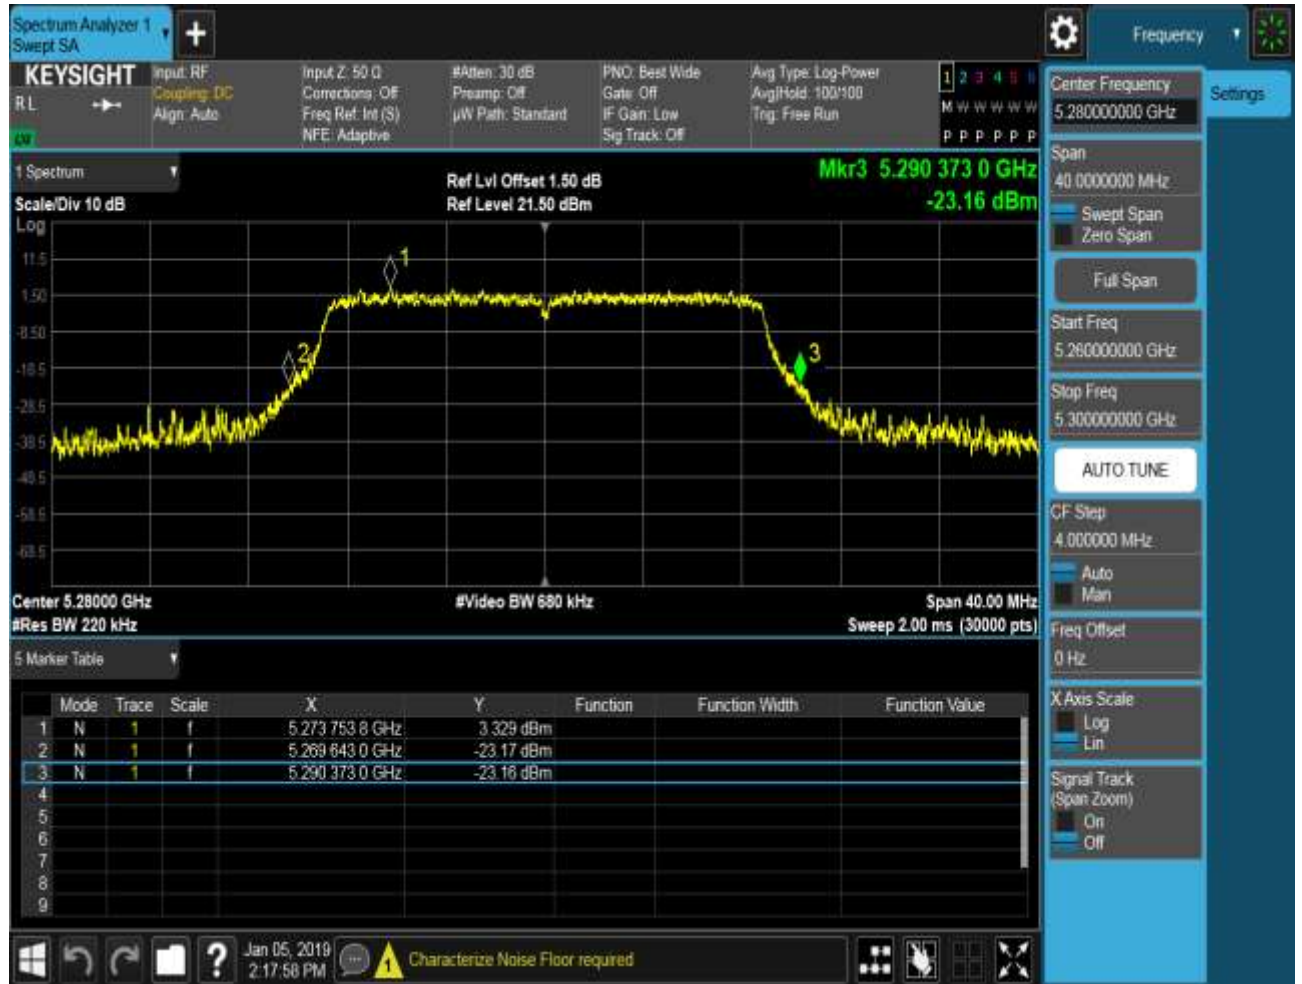 Spectrum Analyzer 1
Swept SA
+
Frequency
KEYSIGHT
R L
Input: RF
Coupling: DC
Align: Auto
Input Z: 50 Ω
Corrections: Off
Freq Ref: Int (S)
NFE: Adaptive
#Atten: 30 dB
Preamp: Off
µW Path: Standard
PNO: Best Wide
Gate: Off
IF Gain: Low
Sig Track: Off
Avg Type: Log-Power
Avg|Hold: 100/100
Trig: Free Run
1 2 3 4 5 6
M W W W W W
P P P P P P
1 Spectrum
Scale/Div 10 dB
Ref Lvl Offset 1.50 dB
Ref Level 21.50 dBm
Mkr3 5.290 373 0 GHz
-23.16 dBm
Log
11.5
1.50
-8.50
-18.5
-28.5
-38.5
-48.5
-58.5
-68.5
1
2
3
Center 5.28000 GHz
#Res BW 220 kHz
#Video BW 680 kHz
Span 40.00 MHz
Sweep 2.00 ms (30000 pts)
5 Marker Table
Mode Trace Scale X Y Function Function Width Function Value
1 N 1 f 5.273 753 8 GHz 3.329 dBm
2 N 1 f 5.269 643 0 GHz -23.17 dBm
3 N 1 f 5.290 373 0 GHz -23.16 dBm
4
5
6
7
8
9
Jan 05, 2019
2:17:58 PM
Characterize Noise Floor required
Settings
Center Frequency
5.280000000 GHz
Span
40.0000000 MHz
Swept Span
Zero Span
Full Span
Start Freq
5.260000000 GHz
Stop Freq
5.300000000 GHz
AUTO TUNE
CF Step
4.000000 MHz
Auto
Man
Freq Offset
0 Hz
X Axis Scale
Log
Lin
Signal Track
(Span Zoom)
On
Off